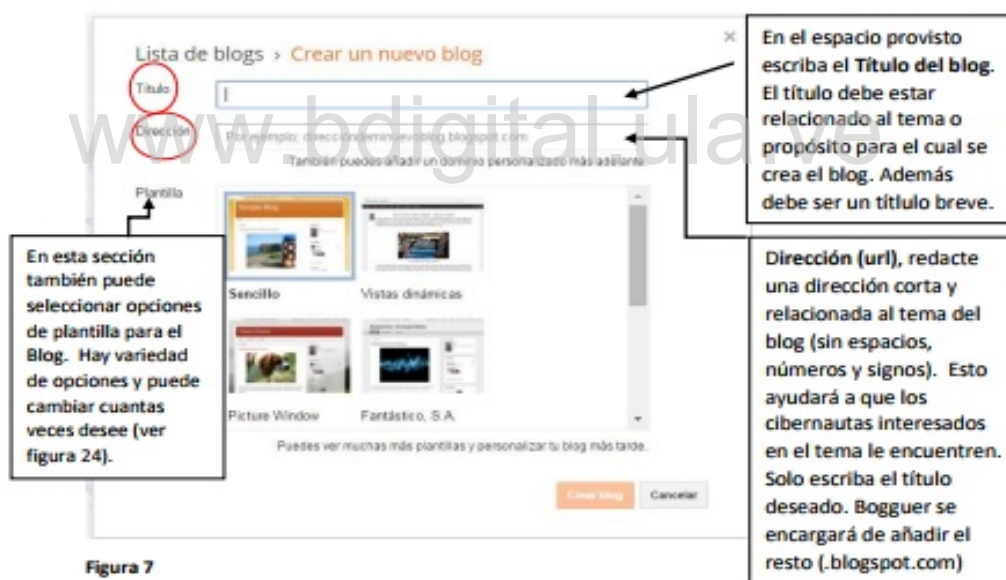 Lista de blogs › Crear un nuevo blog
×
Título
Dirección
Por ejemplo: direcciondeminuevoblog.blogspot.com
También puedes añadir un dominio personalizado más adelante.
www.bdigital.ula.ve
Plantilla
Sencillo
Vistas dinámicas
Picture Window
Fantástico, S.A.
Puedes ver muchas más plantillas y personalizar tu blog más tarde.
Crear blog
Cancelar
En el espacio provisto
escriba el Título del blog.
El título debe estar
relacionado al tema o
propósito para el cual se
crea el blog. Además
debe ser un títlulo breve.
En esta sección
también puede
seleccionar opciones
de plantilla para el
Blog. Hay variedad
de opciones y puede
cambiar cuantas
veces desee (ver
figura 24).
Dirección (url), redacte
una dirección corta y
relacionada al tema del
blog (sin espacios,
números y signos). Esto
ayudará a que los
cibernautas interesados
en el tema le encuentren.
Solo escriba el título
deseado. Bogguer se
encargará de añadir el
resto (.blogspot.com)
Figura 7